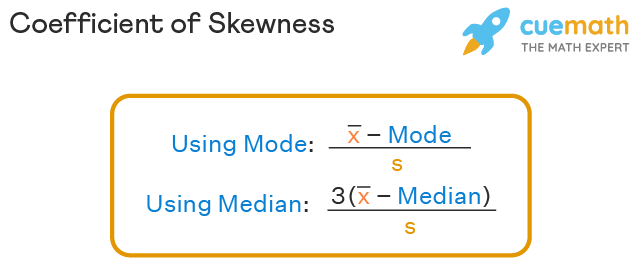 Coefficient of Skewness
cuemath
THE MATH EXPERT
Using Mode: x̅ − Mode
s
Using Median: 3(x̅ − Median)
s